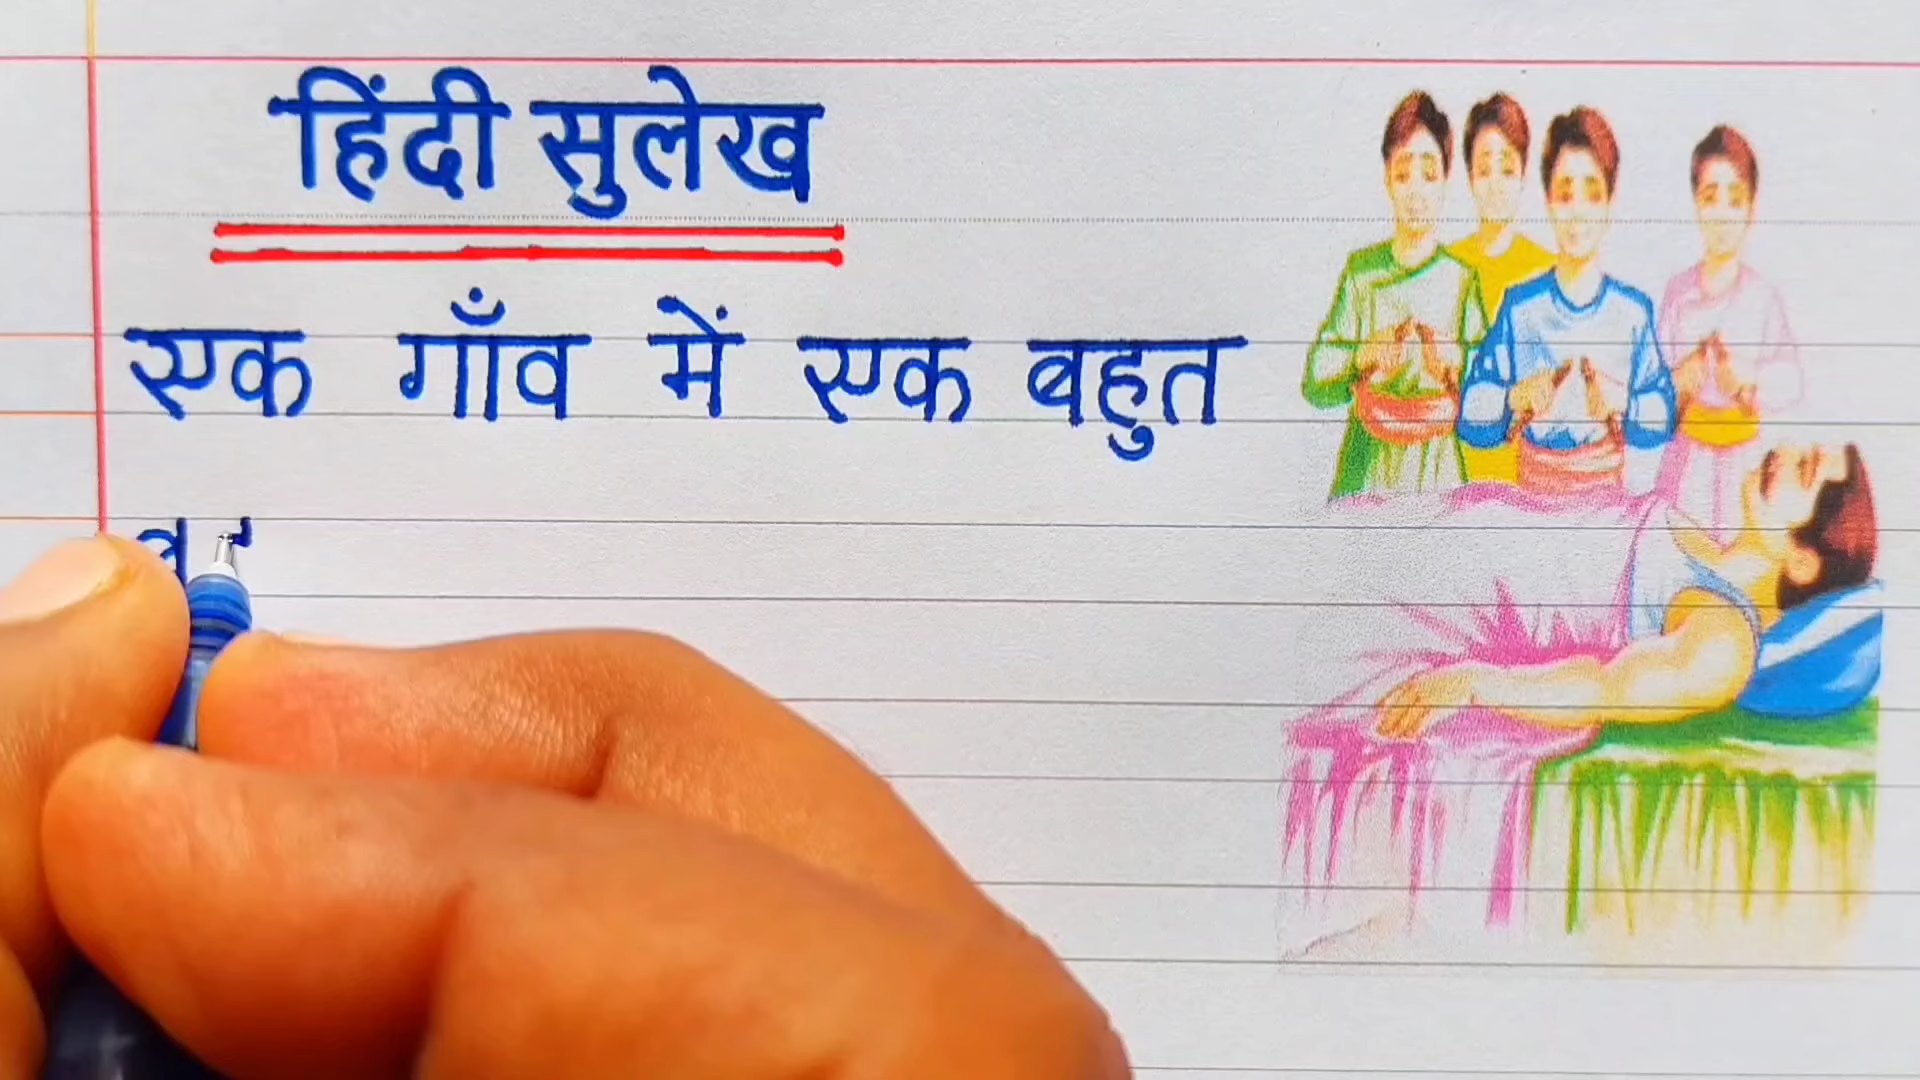 हिंदी सुलेख
एक गाँव में एक बहुत